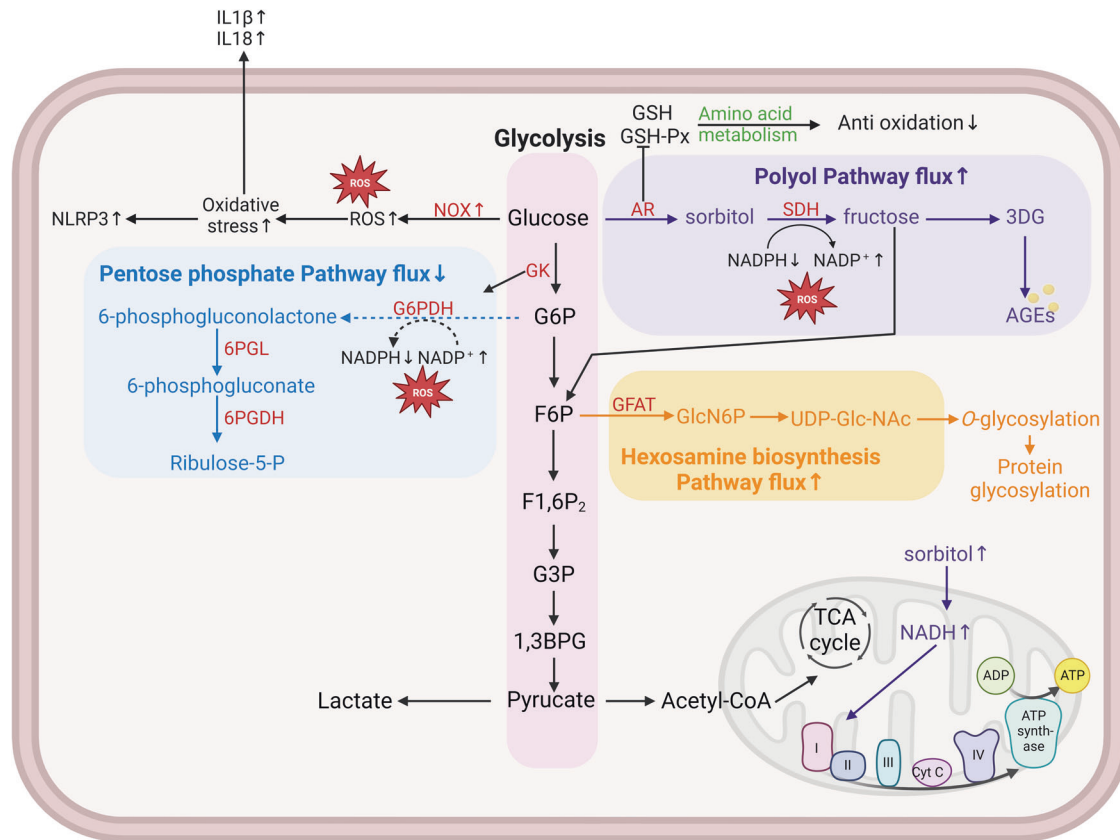 IL1β↑
IL18↑
GSH
GSH-Px
Amino acid
metabolism
Anti oxidation↓
Glycolysis
Polyol Pathway flux↑
ROS
NLRP3↑
Oxidative
stress↑
ROS↑
NOX↑
Glucose
AR
sorbitol
SDH
fructose
3DG
NADPH↓
NADP⁺↑
ROS
AGEs
GK
Pentose phosphate Pathway flux↓
G6PDH
6-phosphogluconolactone
G6P
NADPH↓
NADP⁺↑
ROS
6PGL
6-phosphogluconate
6PGDH
Ribulose-5-P
F6P
GFAT
GlcN6P
UDP-Glc-NAc
O-glycosylation
Hexosamine biosynthesis
Pathway flux↑
Protein
glycosylation
F1,6P₂
G3P
1,3BPG
Pyrucate
Lactate
Acetyl-CoA
TCA
cycle
sorbitol↑
NADH↑
ADP
ATP
I
II
III
Cyt C
IV
ATP
synth-
ase